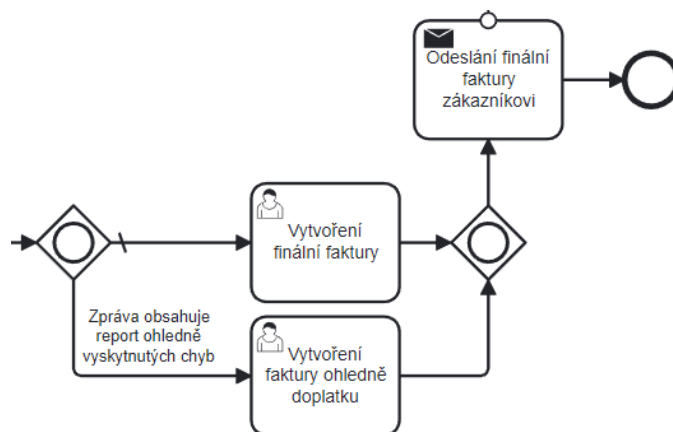 Odeslání finální
faktury
zákazníkovi
Vytvoření
finální faktury
Zpráva obsahuje
report ohledně
vyskytnutých chyb
Vytvoření
faktury ohledně
doplatku